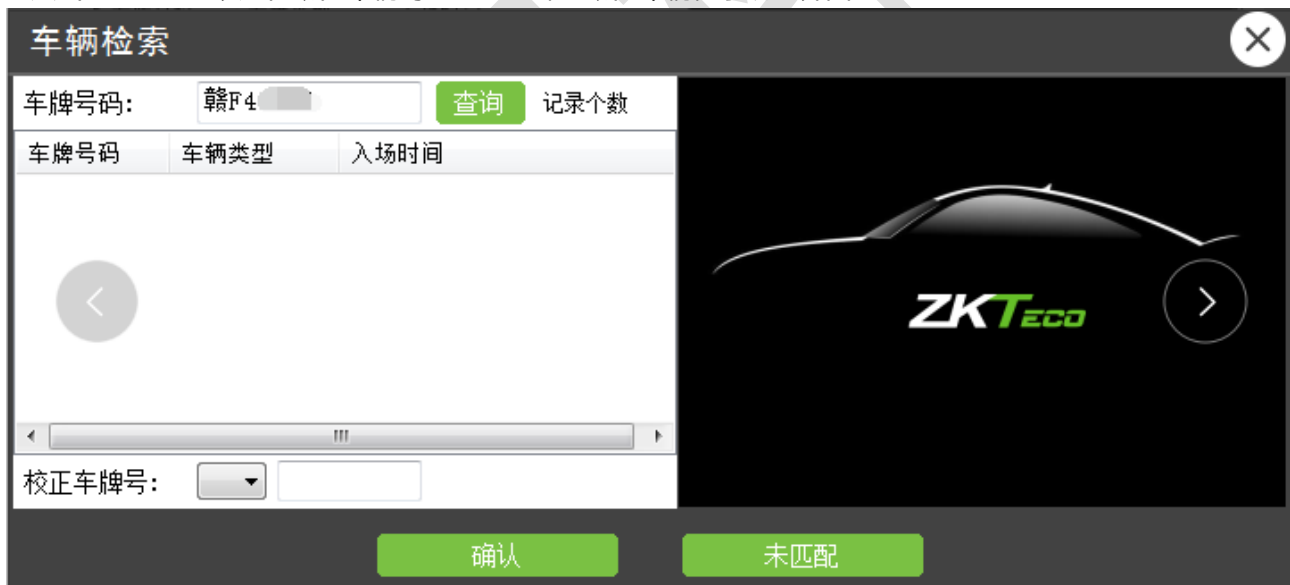 车辆检索
车牌号码: 赣F4 查询 记录个数
车牌号码 车辆类型 入场时间
ZKTECO
校正车牌号:
确认 未匹配